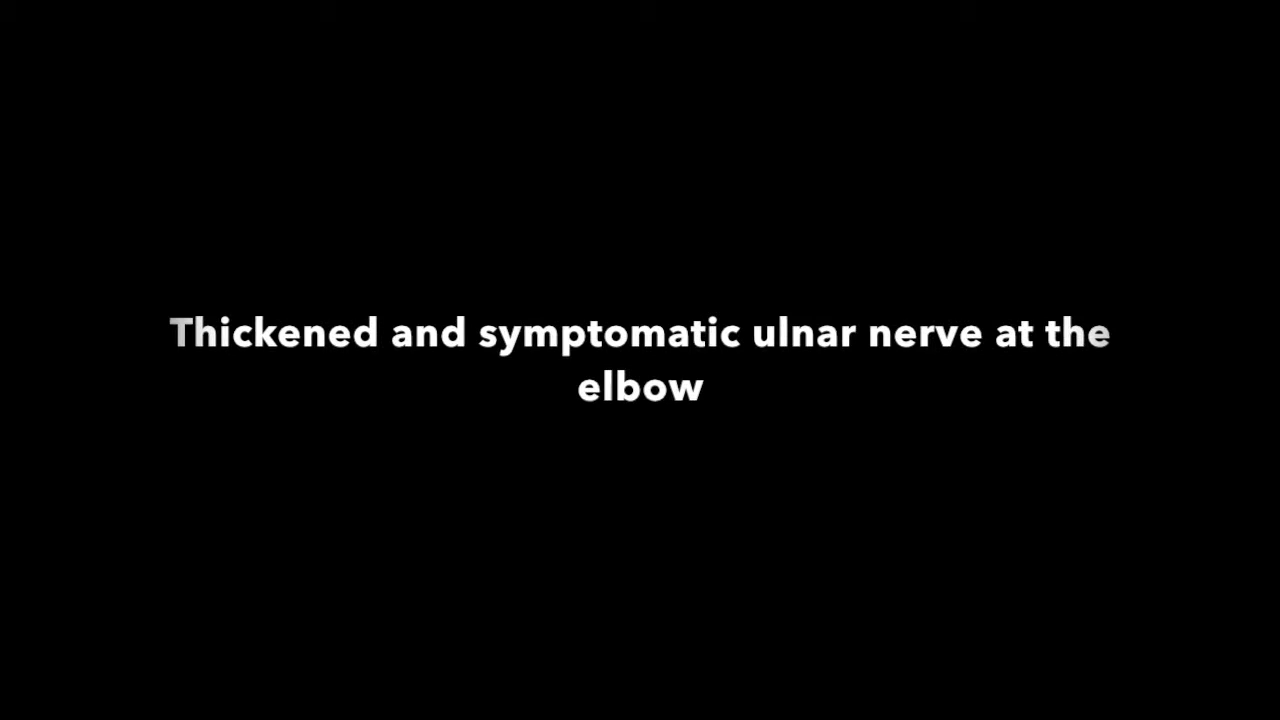 Thickened and symptomatic ulnar nerve at the
elbow